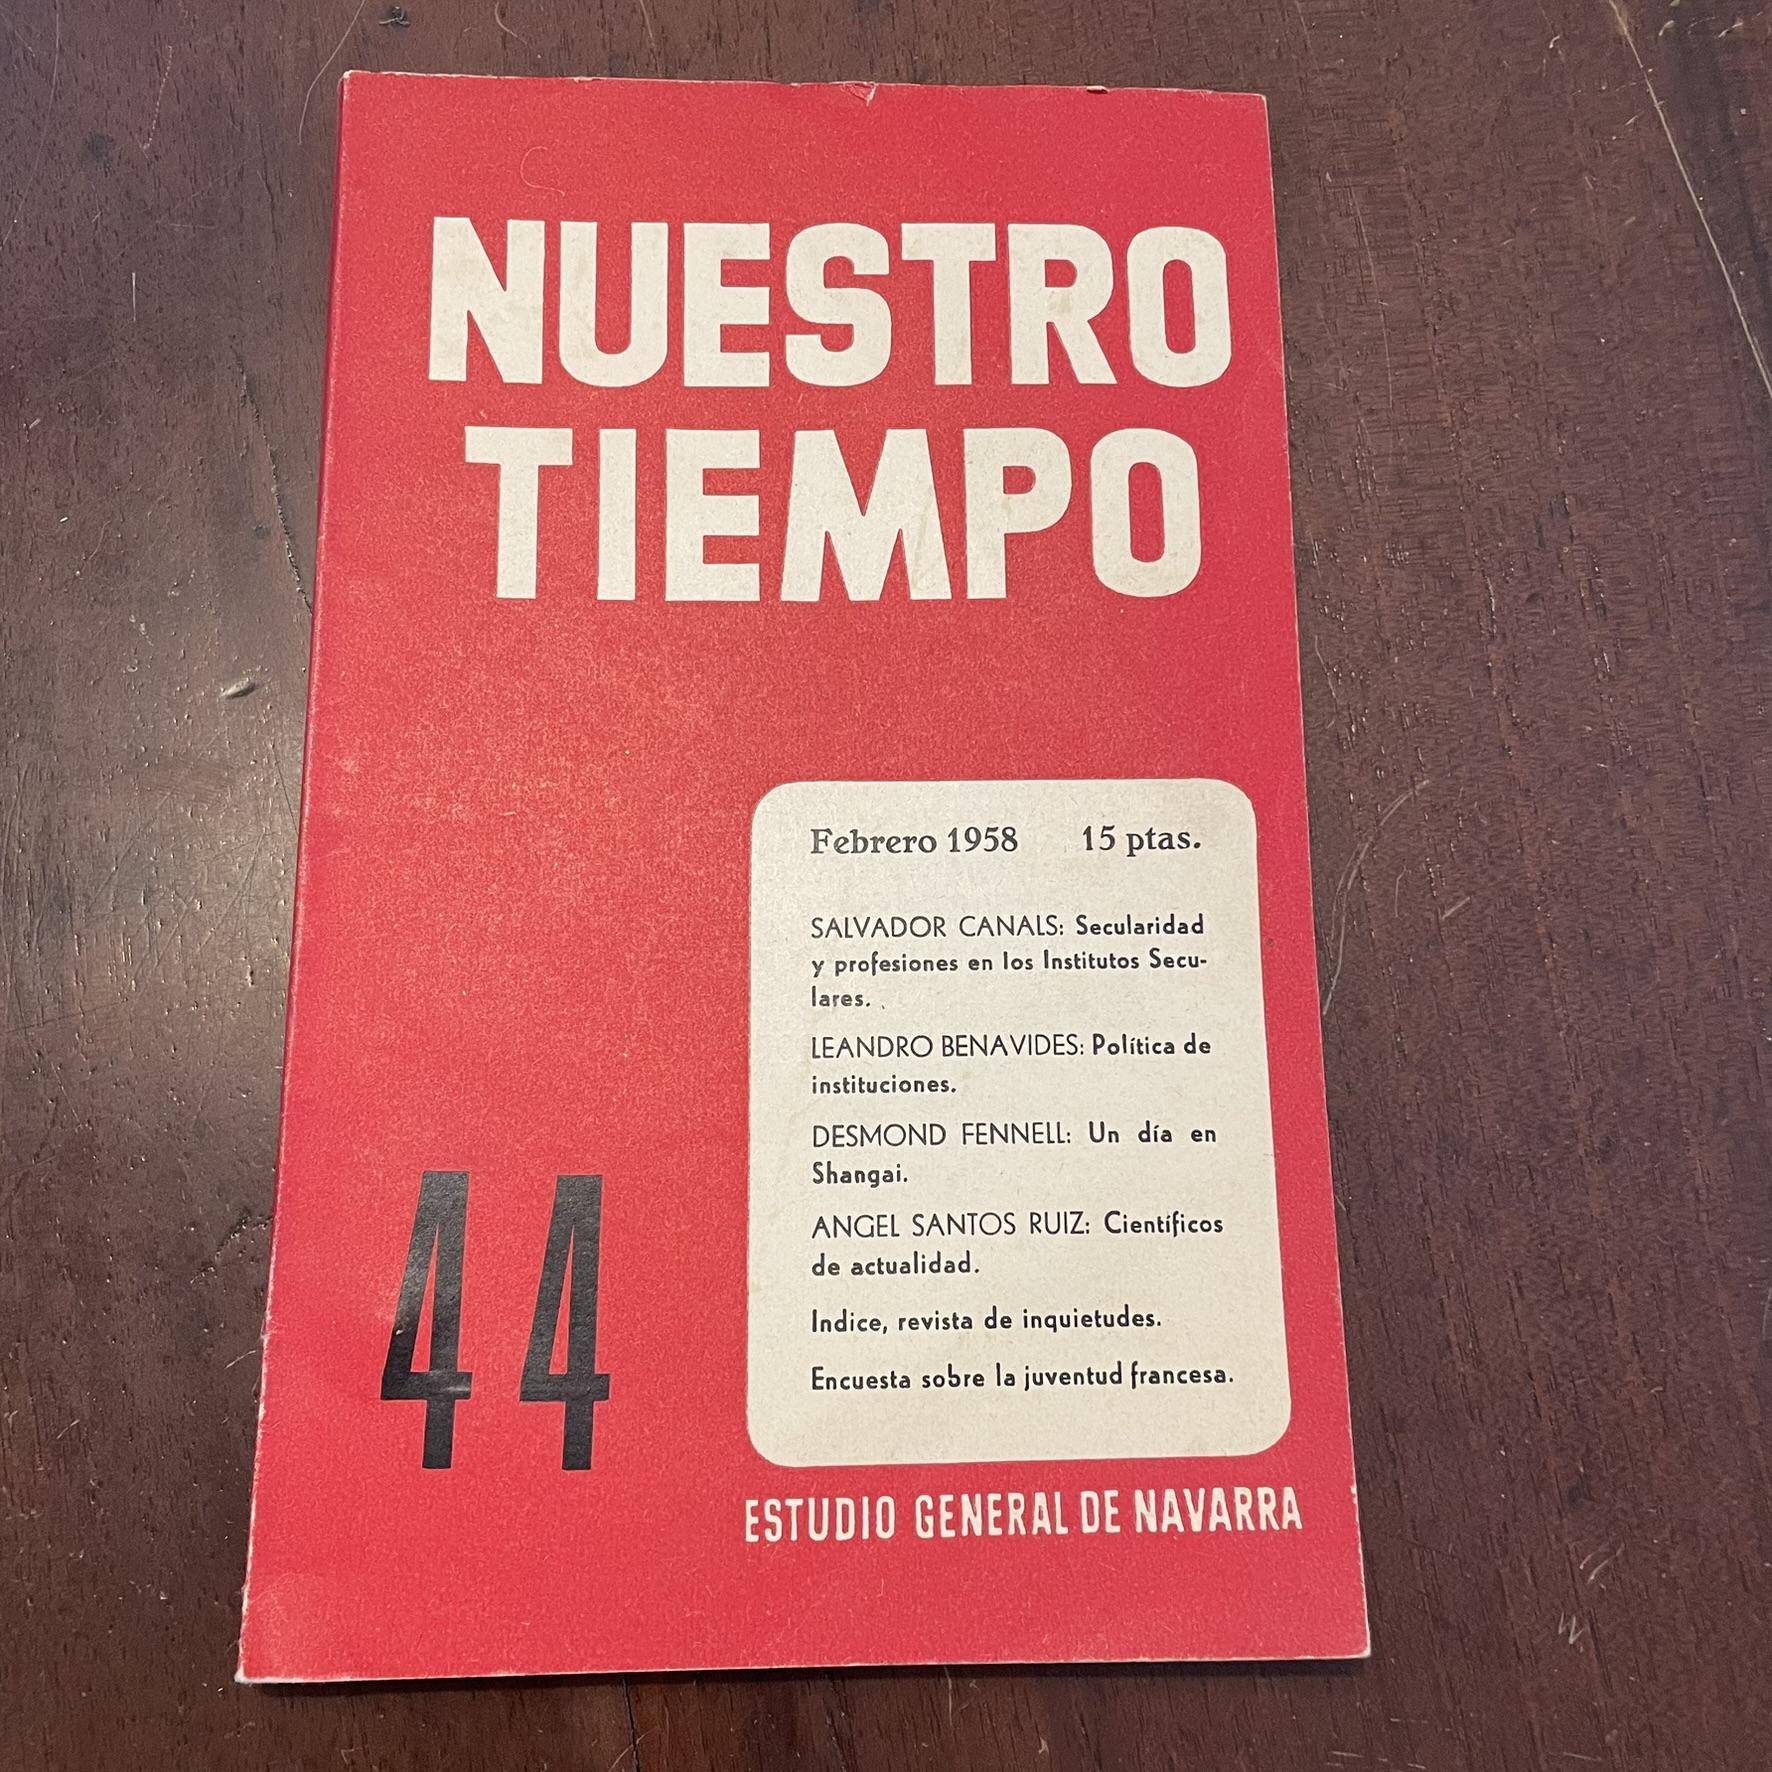 NUESTRO
TIEMPO
Febrero 1958 15 ptas.
SALVADOR CANALS: Secularidad
y profesiones en los Institutos Secu-
lares.
LEANDRO BENAVIDES: Política de
instituciones.
DESMOND FENNELL: Un día en
Shangai.
ANGEL SANTOS RUIZ: Científicos
de actualidad.
Indice, revista de inquietudes.
Encuesta sobre la juventud francesa.
44
ESTUDIO GENERAL DE NAVARRA